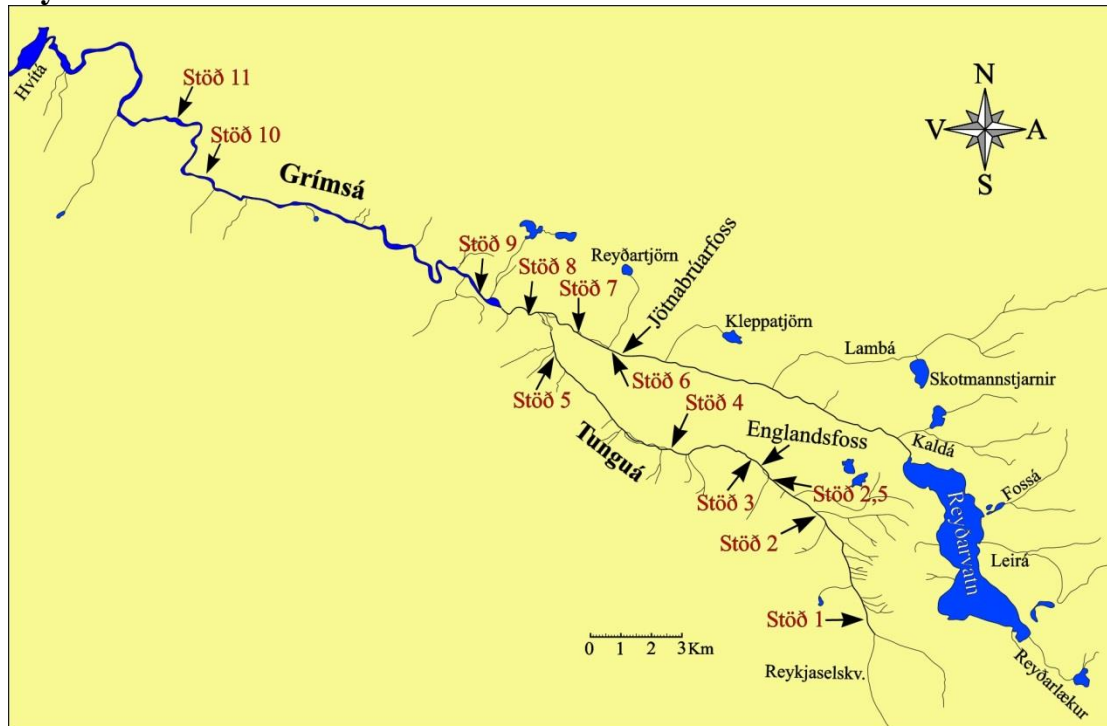 Hvítá
Stöð 11
Stöð 10
Grímsá
N
V
A
S
Stöð 9
Stöð 8
Stöð 7
Reyðartjörn
Jötnabrúarfoss
Kleppatjörn
Lambá
Skotmannstjarnir
Stöð 6
Stöð 5
Stöð 4
Tunguá
Englandsfoss
Kaldá
Fossá
Stöð 3
Stöð 2,5
Stöð 2
Reyðarvatn
Leirá
Stöð 1
0 1 2 3 Km
Reykjaselskv.
Reyðarlækur